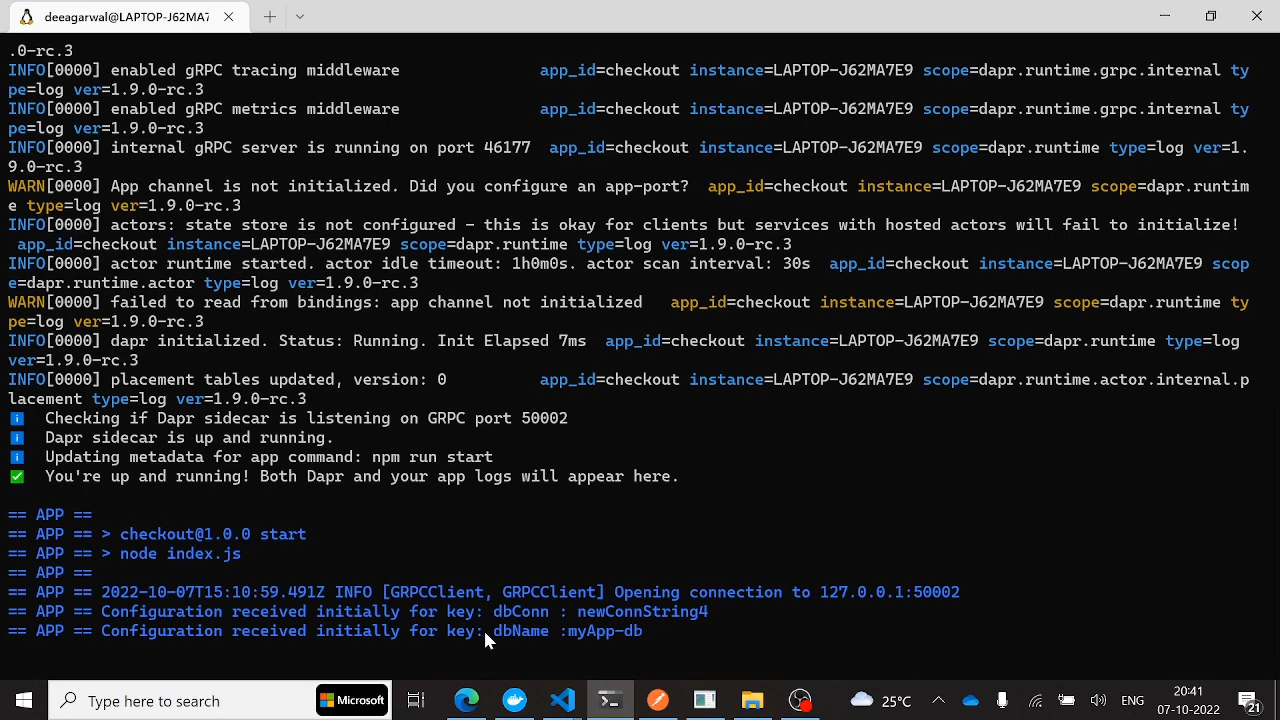 deeagarwal@LAPTOP-J62MA7
.0-rc.3
INFO[0000] enabled gRPC tracing middleware app_id=checkout instance=LAPTOP-J62MA7E9 scope=dapr.runtime.grpc.internal ty
pe=log ver=1.9.0-rc.3
INFO[0000] enabled gRPC metrics middleware app_id=checkout instance=LAPTOP-J62MA7E9 scope=dapr.runtime.grpc.internal ty
pe=log ver=1.9.0-rc.3
INFO[0000] internal gRPC server is running on port 46177 app_id=checkout instance=LAPTOP-J62MA7E9 scope=dapr.runtime type=log ver=1.
9.0-rc.3
WARN[0000] App channel is not initialized. Did you configure an app-port? app_id=checkout instance=LAPTOP-J62MA7E9 scope=dapr.runtim
e type=log ver=1.9.0-rc.3
INFO[0000] actors: state store is not configured - this is okay for clients but services with hosted actors will fail to initialize!
app_id=checkout instance=LAPTOP-J62MA7E9 scope=dapr.runtime type=log ver=1.9.0-rc.3
INFO[0000] actor runtime started. actor idle timeout: 1h0m0s. actor scan interval: 30s app_id=checkout instance=LAPTOP-J62MA7E9 scop
e=dapr.runtime.actor type=log ver=1.9.0-rc.3
WARN[0000] failed to read from bindings: app channel not initialized app_id=checkout instance=LAPTOP-J62MA7E9 scope=dapr.runtime ty
pe=log ver=1.9.0-rc.3
INFO[0000] dapr initialized. Status: Running. Init Elapsed 7ms app_id=checkout instance=LAPTOP-J62MA7E9 scope=dapr.runtime type=log
ver=1.9.0-rc.3
INFO[0000] placement tables updated, version: 0 app_id=checkout instance=LAPTOP-J62MA7E9 scope=dapr.runtime.actor.internal.p
lacement type=log ver=1.9.0-rc.3
Checking if Dapr sidecar is listening on GRPC port 50002
Dapr sidecar is up and running.
Updating metadata for app command: npm run start
You're up and running! Both Dapr and your app logs will appear here.
== APP ==
== APP == > checkout@1.0.0 start
== APP == > node index.js
== APP ==
== APP == 2022-10-07T15:10:59.491Z INFO [GRPCClient, GRPCClient] Opening connection to 127.0.0.1:50002
== APP == Configuration received initially for key: dbConn : newConnString4
== APP == Configuration received initially for key: dbName :myApp-db
Type here to search
Microsoft
25°C
ENG
20:41
07-10-2022
21